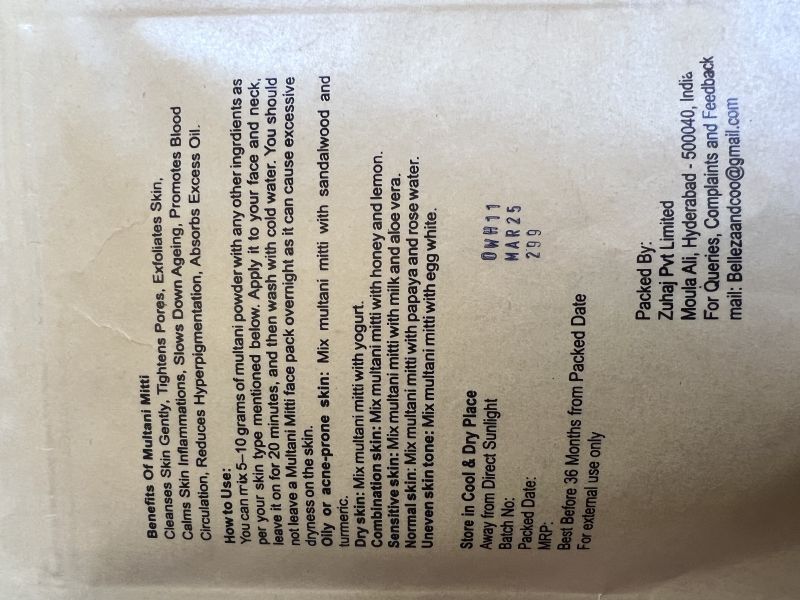 Benefits Of Multani Mitti
Cleanses Skin Gently, Tightens Pores, Exfoliates Skin,
Calms Skin Inflammations, Slows Down Ageing, Promotes Blood
Circulation, Reduces Hyperpigmentation, Absorbs Excess Oil.
How to Use:
You can mix 5–10 grams of multani powder with any other ingrdients as
per your skin type mentioned below. Apply it to your face and neck,
leave it on for 20 minutes, and then wash with cold water. You should
not leave a Multani Mitti face pack overnight as it can cause excessive
dryness on the skin.
Oily or acne-prone skin: Mix multani mitti with sandalwood and
turmeric.
Dry skin: Mix multani mitti with yogurt.
Combination skin: Mix multani mitti with honey and lemon.
Sensitive skin: Mix multani mitti with milk and aloe vera.
Normal skin: Mix multani mitti with papaya and rose water.
Uneven skin tone: Mix multani mitti with egg white.
Store in Cool & Dry Place
Away from Direct Sunlight
Batch No: OWH11
Packed Date: MAR25
MRP: 299
Best Before 36 Months from Packed Date
For external use only
Packed By:
Zuhaj Pvt Limited
Moula Ali, Hyderabad - 500040, India
For Queries, Complaints and Feedback
mail: Bellezaandcoo@gmail.com